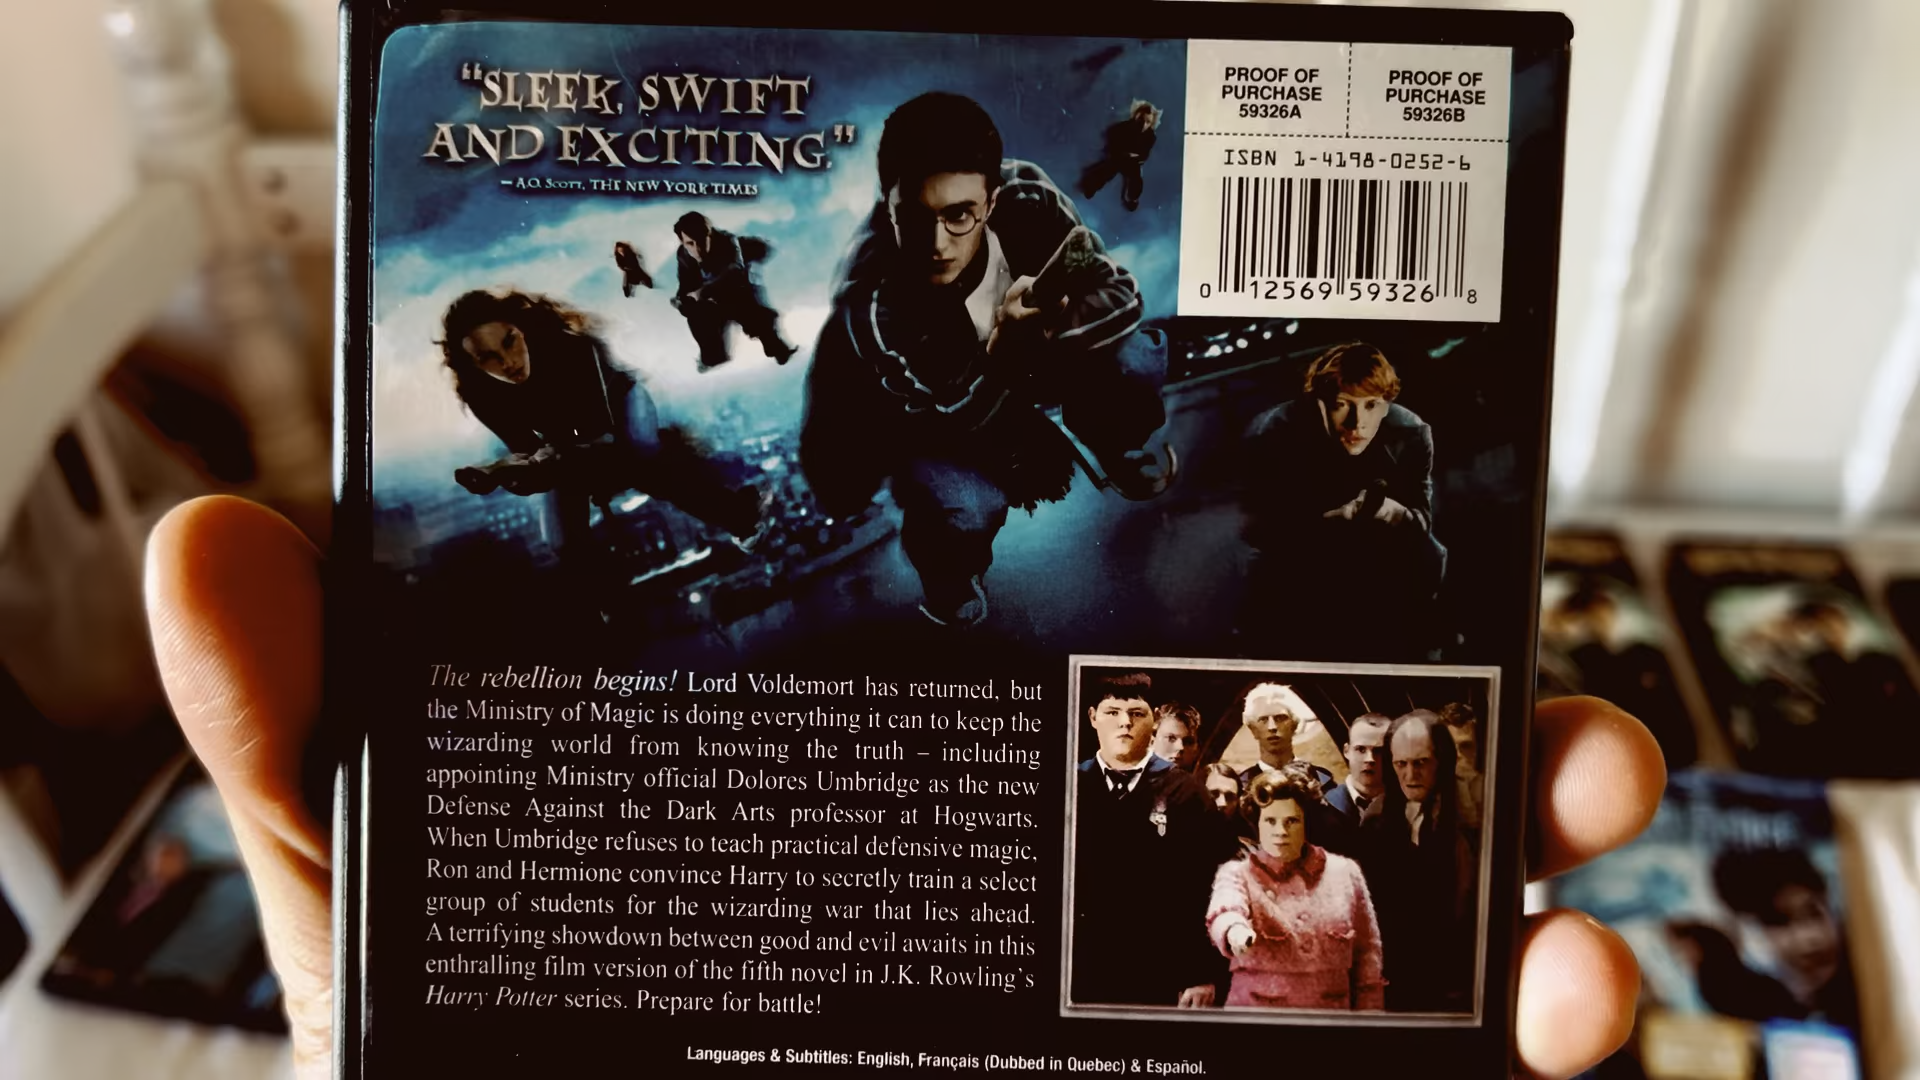 “SLEEK, SWIFT
AND EXCITING.”
– A.O. SCOTT, THE NEW YORK TIMES
PROOF OF
PURCHASE
59326A
PROOF OF
PURCHASE
59326B
ISBN 1-4198-0252-6
0 12569 59326 8
The rebellion begins! Lord Voldemort has returned, but
the Ministry of Magic is doing everything it can to keep the
wizarding world from knowing the truth – including
appointing Ministry official Dolores Umbridge as the new
Defense Against the Dark Arts professor at Hogwarts.
When Umbridge refuses to teach practical defensive magic,
Ron and Hermione convince Harry to secretly train a select
group of students for the wizarding war that lies ahead.
A terrifying showdown between good and evil awaits in this
enthralling film version of the fifth novel in J.K. Rowling’s
Harry Potter series. Prepare for battle!
Languages & Subtitles: English, Français (Dubbed in Quebec) & Español.